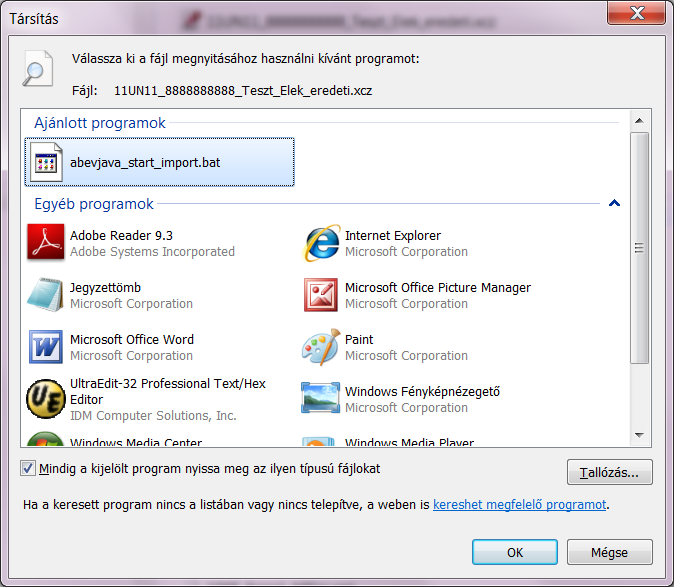 11UN11_8888888888_Teszt_Elek_eredeti.xcz
Társítás
Válassza ki a fájl megnyitásához használni kívánt programot:
Fájl: 11UN11_8888888888_Teszt_Elek_eredeti.xcz
Ajánlott programok
abevjava_start_import.bat
Egyéb programok
Adobe Reader 9.3
Adobe Systems Incorporated
Internet Explorer
Microsoft Corporation
Jegyzettömb
Microsoft Corporation
Microsoft Office Picture Manager
Microsoft Corporation
Microsoft Office Word
Microsoft Corporation
Paint
Microsoft Corporation
UltraEdit-32 Professional Text/Hex
Editor
IDM Computer Solutions, Inc.
Windows Fényképnézegető
Microsoft Corporation
Windows Media Center
Windows Media Player
Mindig a kijelölt program nyissa meg az ilyen típusú fájlokat
Tallózás...
Ha a keresett program nincs a listában vagy nincs telepítve, a weben is kereshet megfelelő programot.
OK
Mégse